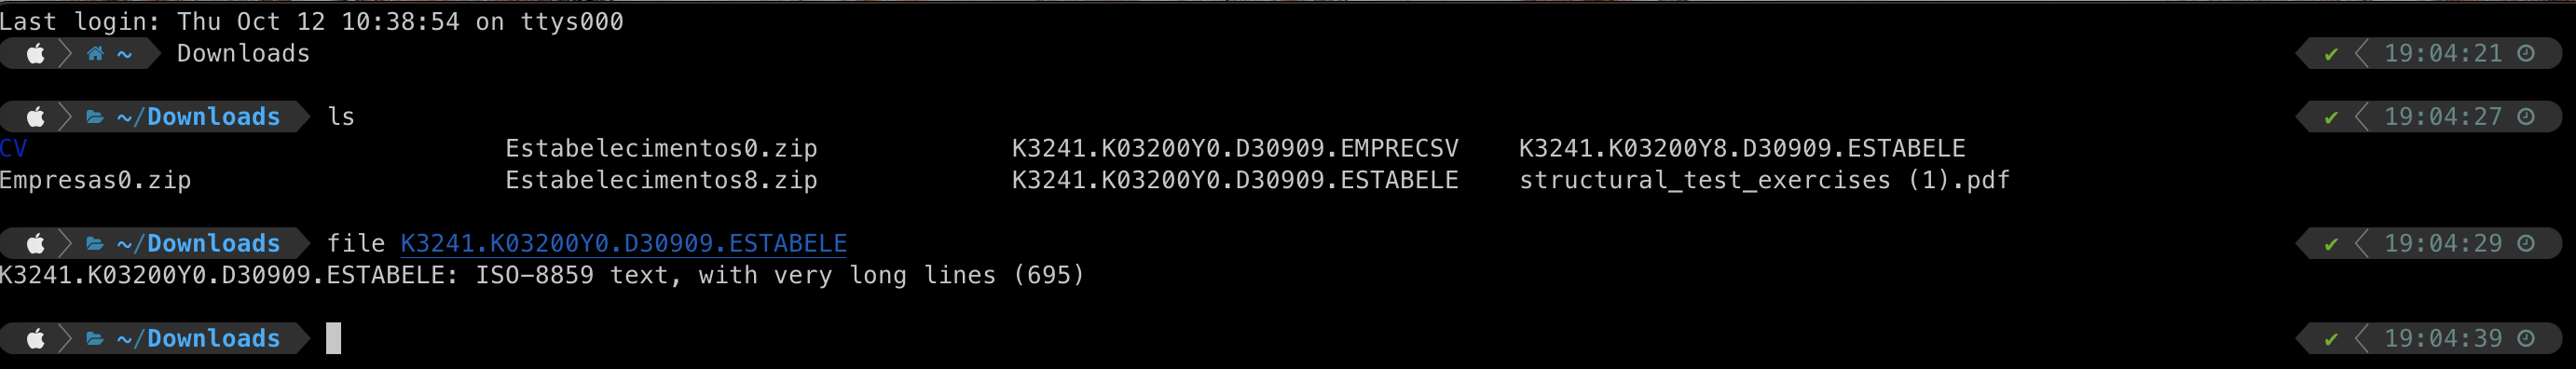 Last login: Thu Oct 12 10:38:54 on ttys000
~ Downloads 19:04:21
~/Downloads ls 19:04:27
CV Estabelecimentos0.zip K3241.K03200Y0.D30909.EMPRECSV K3241.K03200Y8.D30909.ESTABELE
Empresas0.zip Estabelecimentos8.zip K3241.K03200Y0.D30909.ESTABELE structural_test_exercises (1).pdf
~/Downloads file K3241.K03200Y0.D30909.ESTABELE 19:04:29
K3241.K03200Y0.D30909.ESTABELE: ISO-8859 text, with very long lines (695)
~/Downloads 19:04:39